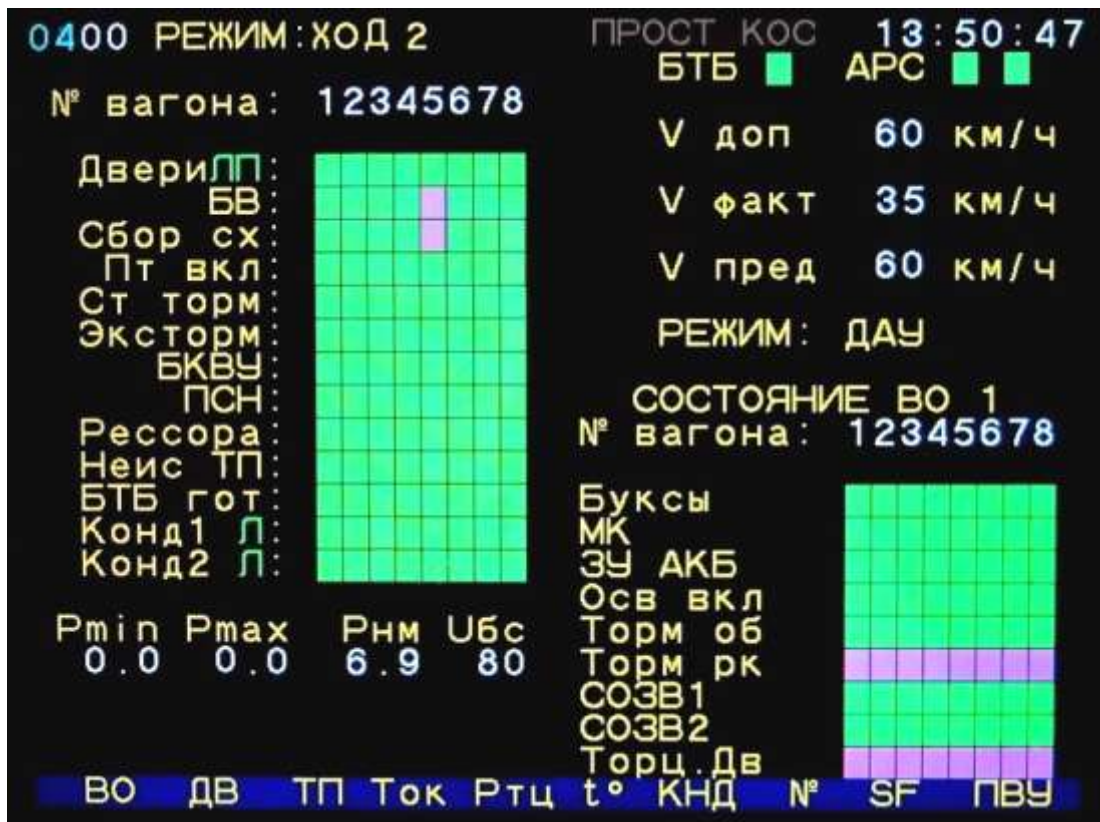 0400 РЕЖИМ:ХОД 2
ПРОСТ КОС 13:50:47
БТБ АРС
№ вагона: 12345678
V доп 60 км/ч
ДвериЛП:
БВ:
V факт 35 км/ч
Сбор сх:
Пт вкл:
V пред 60 км/ч
Ст торм:
Эксторм:
РЕЖИМ: ДАУ
БКВУ:
ПСН:
СОСТОЯНИЕ ВО 1
Рессора:
№ вагона: 12345678
Неис ТП:
БТБ гот:
Буксы
Конд1 Л:
МК
Конд2 Л:
ЗУ АКБ
Осв вкл
Pmin Pmax Рнм Uбс
Торм об
0.0 0.0 6.9 80
Торм рк
СОЗВ1
СОЗВ2
Торц.Дв
ВО ДВ ТП Ток Ртц t° КНД № SF ПВУ